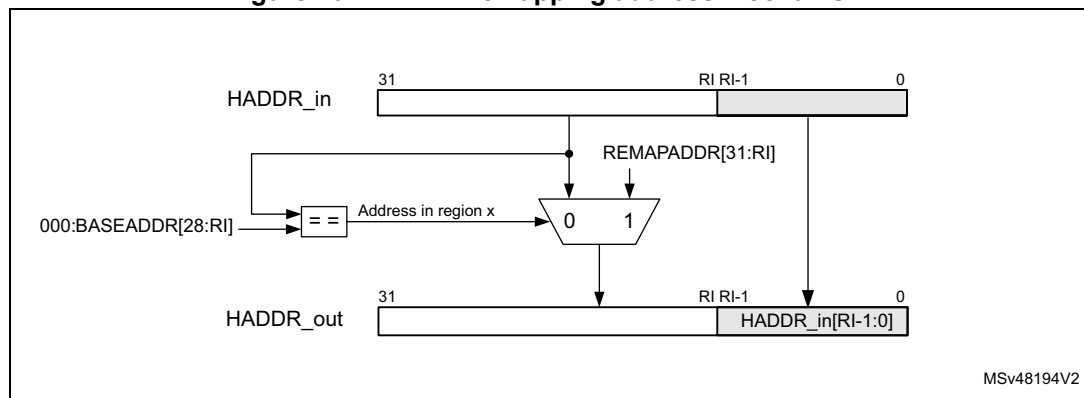 31 RI RI-1 0
HADDR_in
REMAPADDR[31:RI]
000:BASEADDR[28:RI]
= =
Address in region x
0 1
31 RI RI-1 0
HADDR_out
HADDR_in[RI-1:0]
MSv48194V2